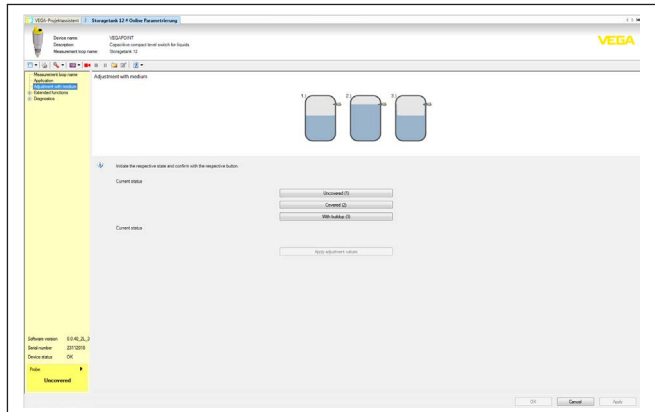 VEGA-Projektassistent Storagetank 12 # Online Parametrierung
Device name: VEGAPOINT
Description: Capacitive compact level switch for liquids
Measurement loop name: Storagetank 12
VEGA
Measurement loop name
Application
Adjustment with medium
Extended functions
Diagnostics
Adjustment with medium
1.) 2.) 3.)
Initiate the respective state and confirm with the respective button.
Current status
Uncovered (1)
Covered (2)
With buildup (3)
Current status
Apply adjustment values
Software version 0.0.40_2L_3
Serial number 23112018
Device status OK
Probe:
Uncovered
OK Cancel Apply